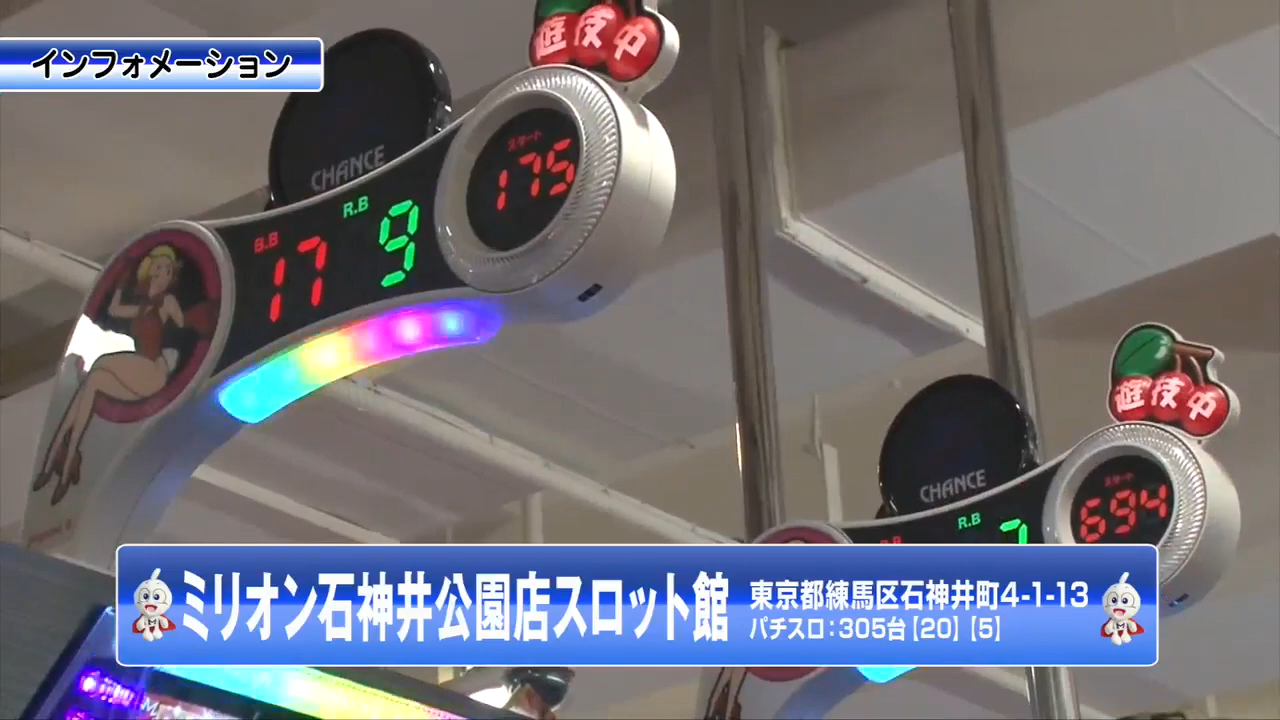 インフォメーション
遊技中
CHANCE
スタート
175
B.B
R.B
17
9
遊技中
CHANCE
スタート
694
R.B
7
ミリオン石神井公園店スロット館
東京都練馬区石神井町4-1-13
パチスロ:305台【20】【5】